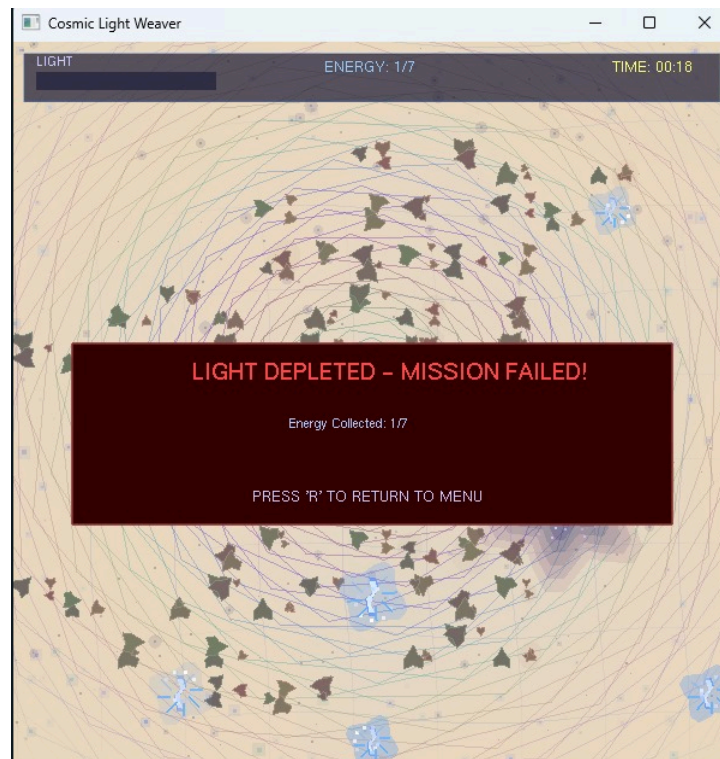 Cosmic Light Weaver
LIGHT
ENERGY: 1/7
TIME: 00:18
LIGHT DEPLETED - MISSION FAILED!
Energy Collected: 1/7
PRESS 'R' TO RETURN TO MENU